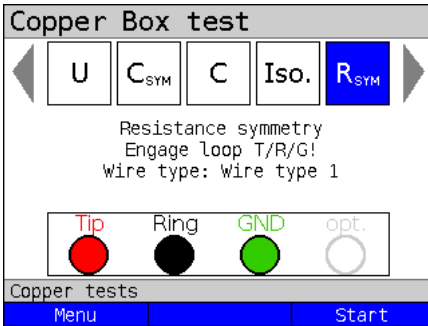 Copper Box test
U CSYM C Iso. RSYM
Resistance symmetry
Engage loop T/R/G!
Wire type: Wire type 1
Tip Ring GND opt.
Copper tests
Menu Start